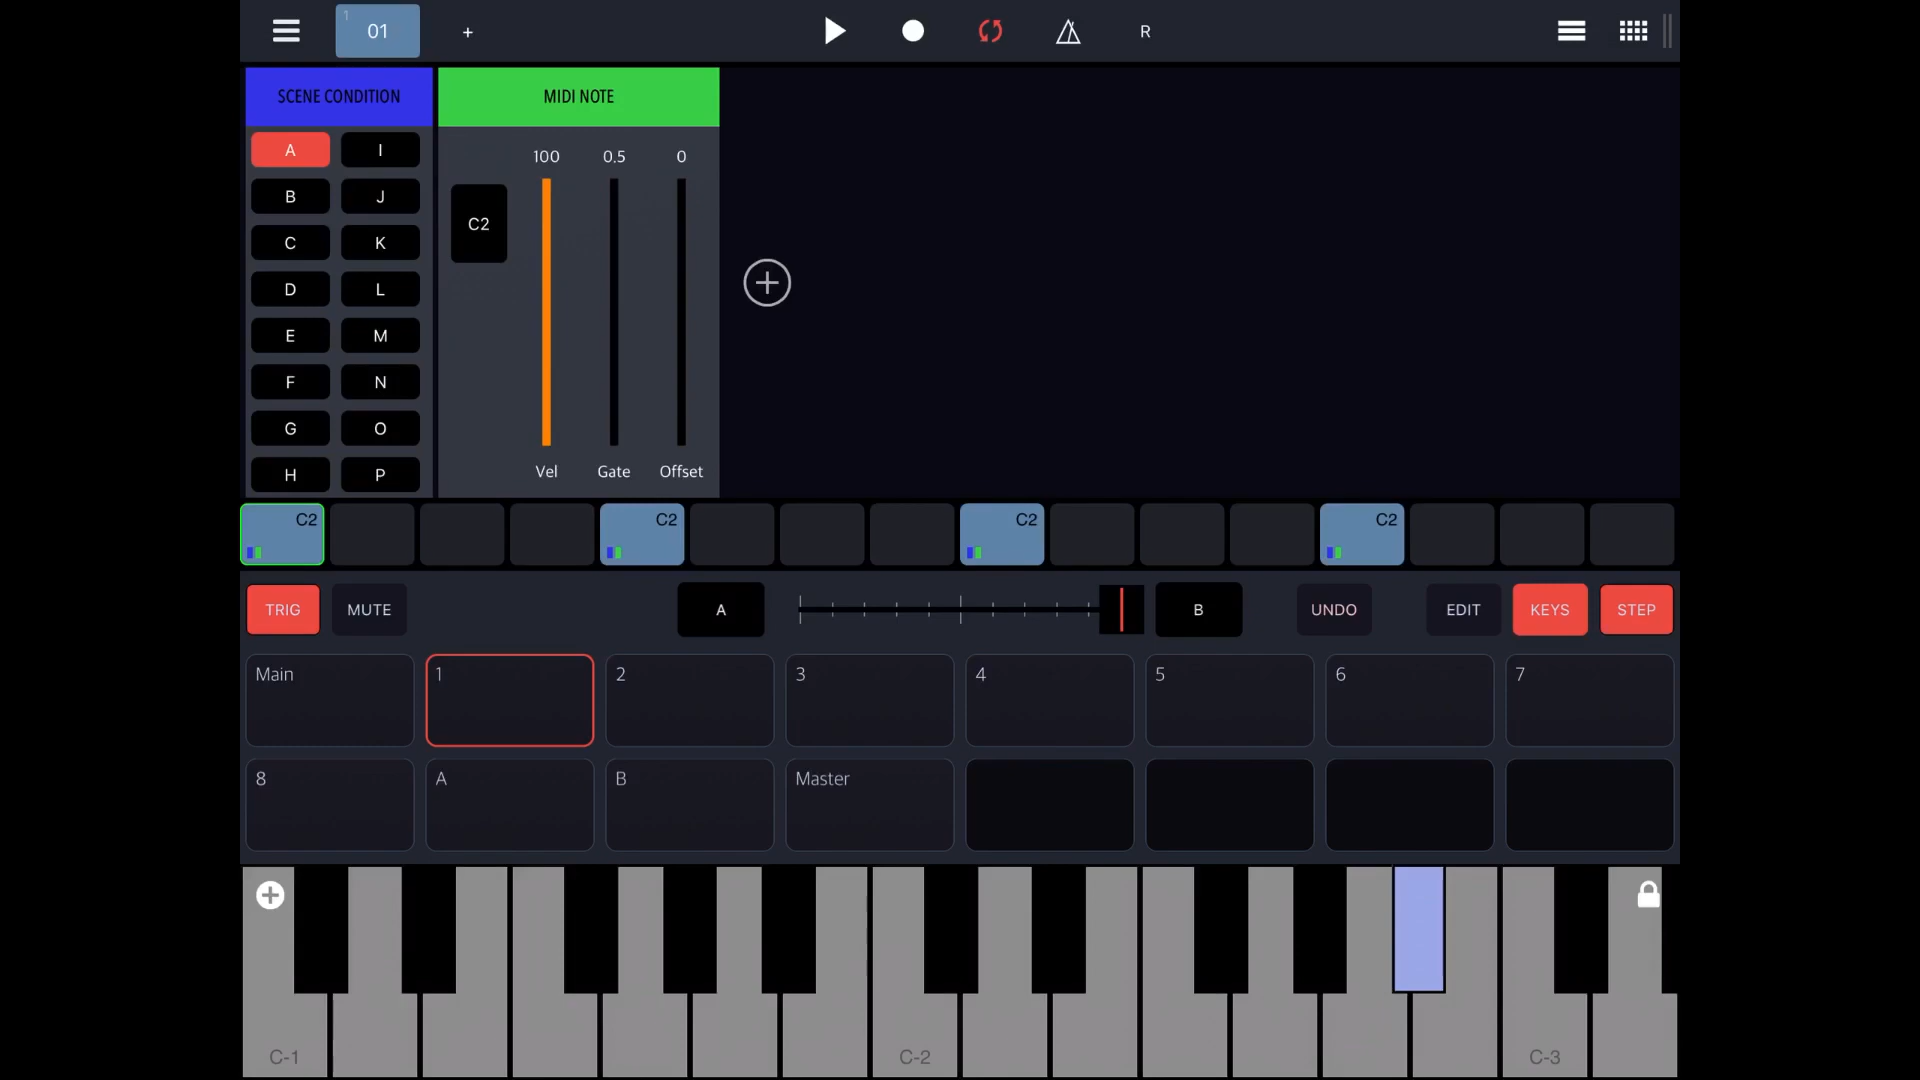 1
01
+
R
SCENE CONDITION
MIDI NOTE
A
I
B
J
C
K
D
L
E
M
F
N
G
O
H
P
100
0.5
0
C2
Vel
Gate
Offset
C2
C2
C2
C2
TRIG
MUTE
A
B
UNDO
EDIT
KEYS
STEP
Main
1
2
3
4
5
6
7
8
A
B
Master
C-1
C-2
C-3